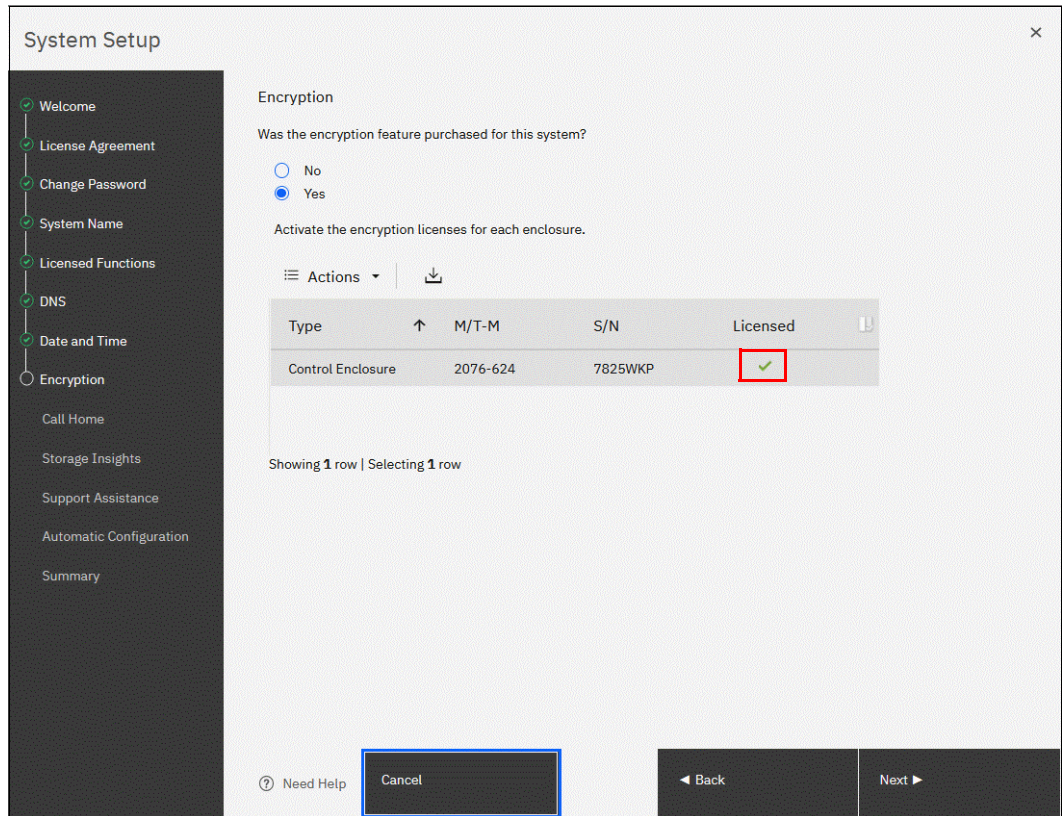 System Setup
Welcome
License Agreement
Change Password
System Name
Licensed Functions
DNS
Date and Time
Encryption
Call Home
Storage Insights
Support Assistance
Automatic Configuration
Summary
Encryption
Was the encryption feature purchased for this system?
No
Yes
Activate the encryption licenses for each enclosure.
Actions
Type M/T-M S/N Licensed
Control Enclosure 2076-624 7825WKP
Showing 1 row | Selecting 1 row
Need Help Cancel Back Next